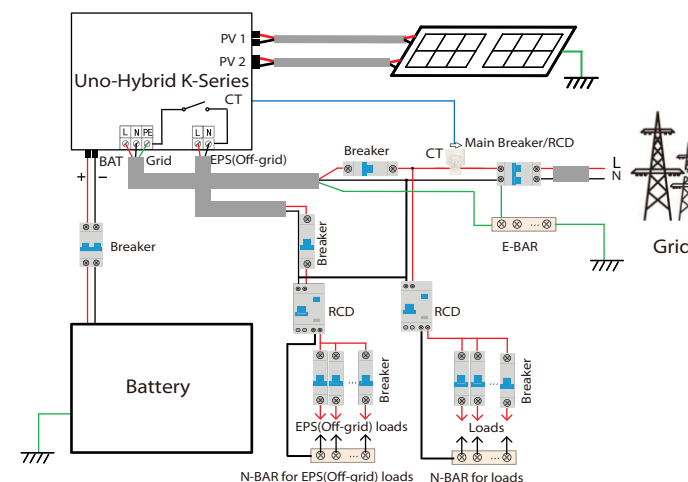 PV 1
PV 2
Uno-Hybrid K-Series
CT
L N PE
L N
BAT
Grid
EPS(Off-grid)
+
−
Breaker
CT
Main Breaker/RCD
L
N
Breaker
Breaker
E-BAR
Grid
RCD
RCD
Battery
...
Breaker
...
Breaker
EPS(Off-grid) loads
Loads
...
...
...
N-BAR for EPS(Off-grid) loads
N-BAR for loads